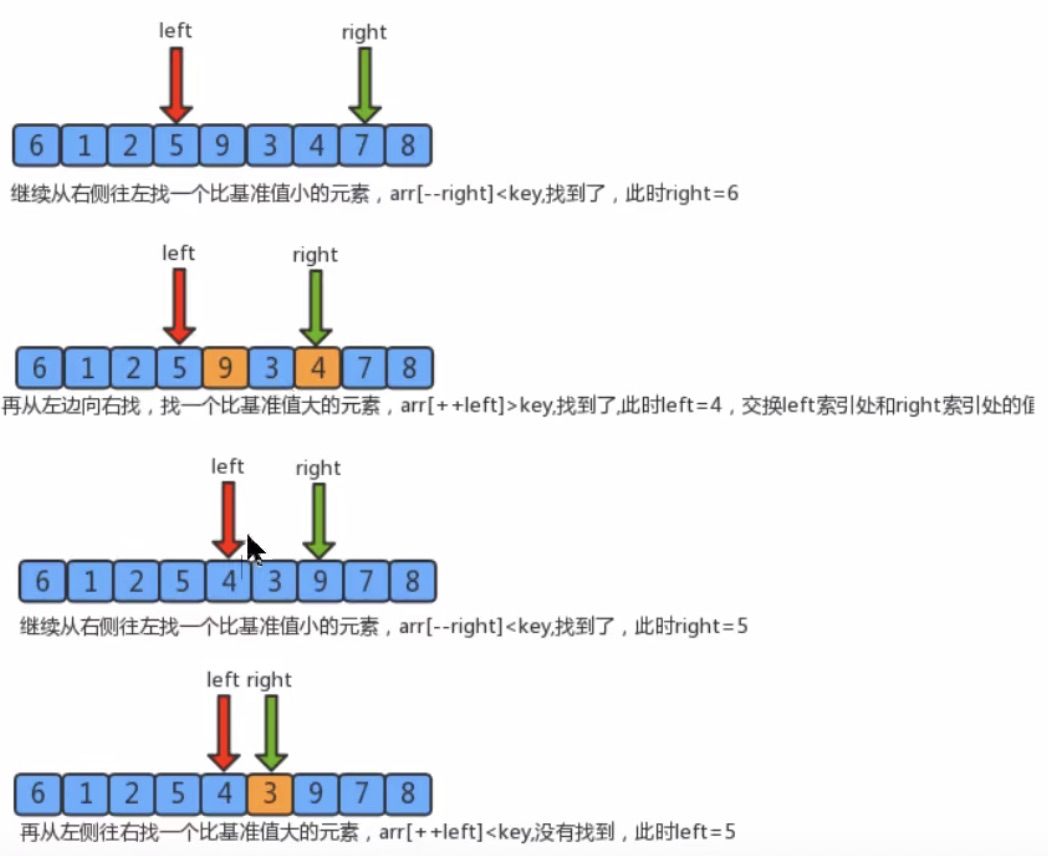 left right
6 1 2 5 9 3 4 7 8
继续从右侧往左找一个比基准值小的元素，arr[--right]<key,找到了，此时right=6
left right
6 1 2 5 9 3 4 7 8
再从左边向右找，找一个比基准值大的元素，arr[++left]>key,找到了,此时left=4，交换left索引处和right索引处的值
left right
6 1 2 5 4 3 9 7 8
继续从右侧往左找一个比基准值小的元素，arr[--right]<key,找到了，此时right=5
left right
6 1 2 5 4 3 9 7 8
再从左侧往右找一个比基准值大的元素，arr[++left]<key,没有找到，此时left=5